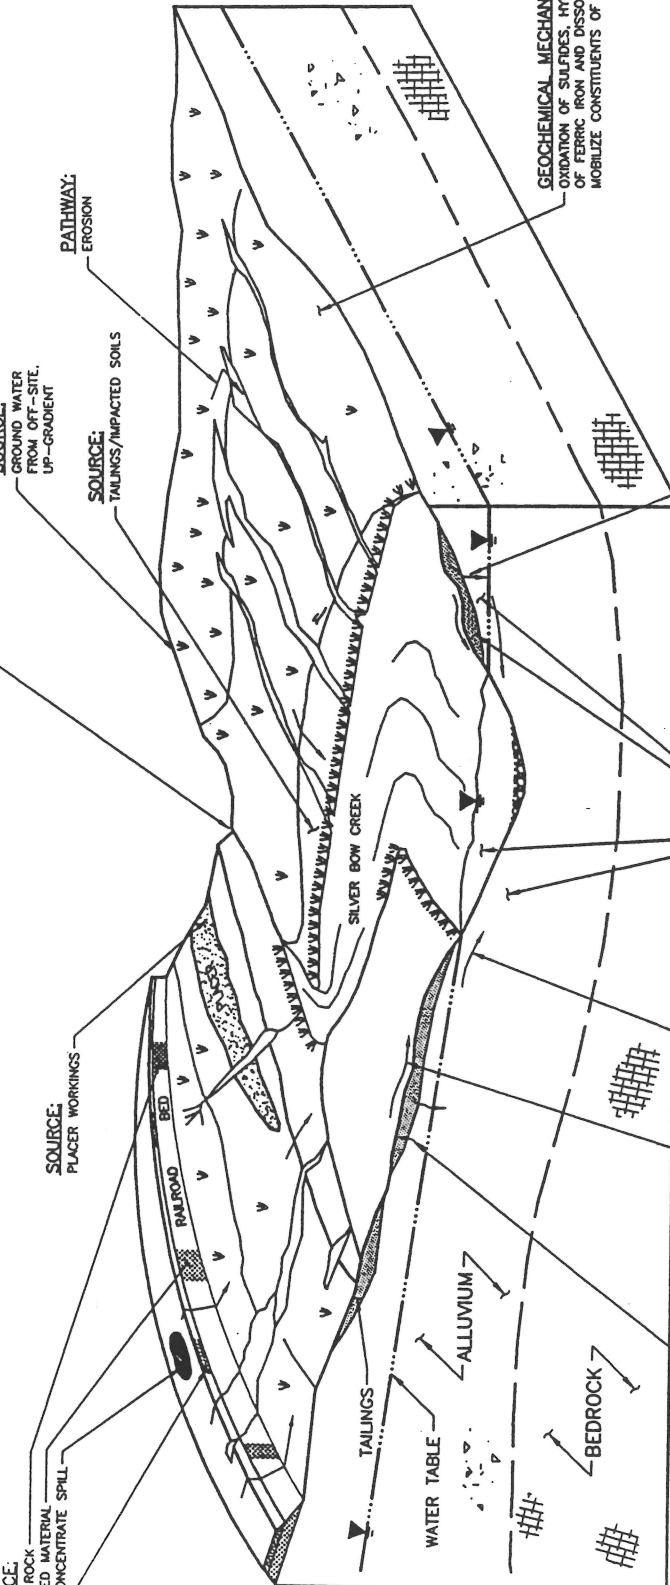 CE:
ROCK
ED MATERIAL
ONCENTRATE SPILL
SOURCE:
PLACER WORKINGS
GROUND WATER
FROM OFF-SITE,
UP-GRADIENT
SOURCE:
TAILINGS/IMPACTED SOILS
PATHWAY:
EROSION
RAILROAD
BED
SILVER BOW CREEK
TAILINGS
WATER TABLE
ALLUVIUM
BEDROCK
GEOCHEMICAL MECHAN
OXIDATION OF SULFIDES, HY
OF FERRIC IRON AND DISSO
MOBILIZE CONSTITUENTS OF